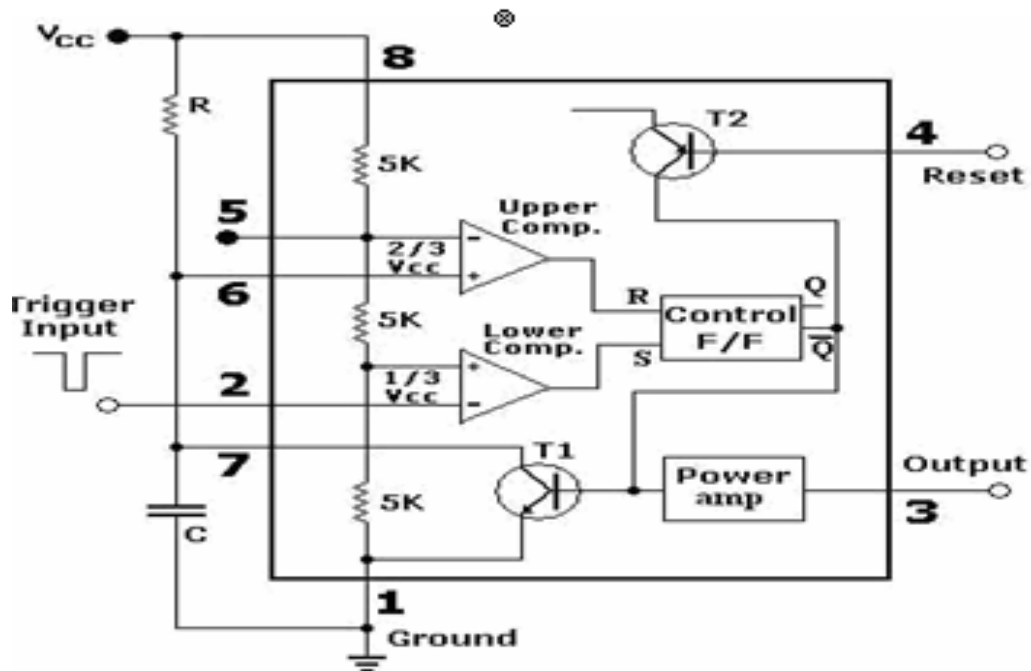 VCC
8
R
T2
4
Reset
5K
5
Upper
Comp.
2/3
Vcc
6
Trigger
Input
R
Q
Control
F/F
S
Q̅
5K
Lower
Comp.
1/3
Vcc
2
7
T1
Power
amp
Output
3
5K
C
1
Ground